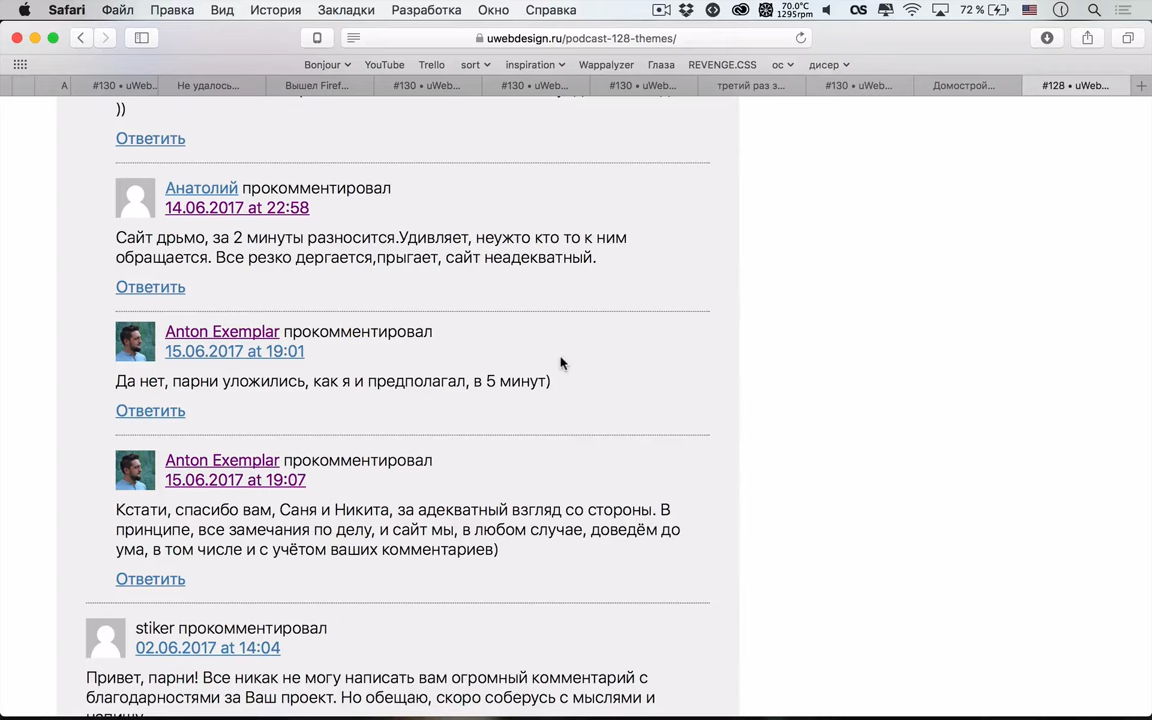 Safari Файл Правка Вид История Закладки Разработка Окно Справка 70.0°C 1295rpm 72 %
uwebdesign.ru/podcast-128-themes/
Bonjour YouTube Trello sort inspiration Wappalyzer Глаза REVENGE.CSS ос дисер
А #130 • uWeb... Не удалось... Вышел Firef... #130 • uWeb... #130 • uWeb... #130 • uWeb... третий раз з... #130 • uWeb... Домострой... #128 • uWeb...
))
Ответить
Анатолий прокомментировал
14.06.2017 at 22:58
Сайт дрьмо, за 2 минуты разносится.Удивляет, неужто кто то к ним
обращается. Все резко дергается,прыгает, сайт неадекватный.
Ответить
Anton Exemplar прокомментировал
15.06.2017 at 19:01
Да нет, парни уложились, как я и предполагал, в 5 минут)
Ответить
Anton Exemplar прокомментировал
15.06.2017 at 19:07
Кстати, спасибо вам, Саня и Никита, за адекватный взгляд со стороны. В
принципе, все замечания по делу, и сайт мы, в любом случае, доведём до
ума, в том числе и с учётом ваших комментариев)
Ответить
stiker прокомментировал
02.06.2017 at 14:04
Привет, парни! Все никак не могу написать вам огромный комментарий с
благодарностями за Ваш проект. Но обещаю, скоро соберусь с мыслями и